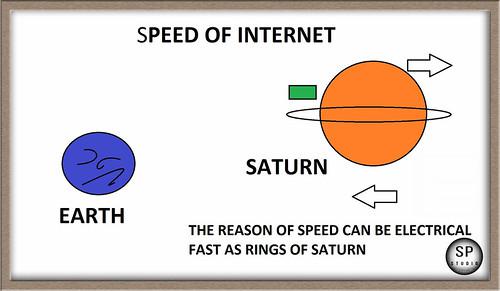 SPEED OF INTERNET
SATURN
EARTH
THE REASON OF SPEED CAN BE ELECTRICAL
FAST AS RINGS OF SATURN
SP
STUDIO